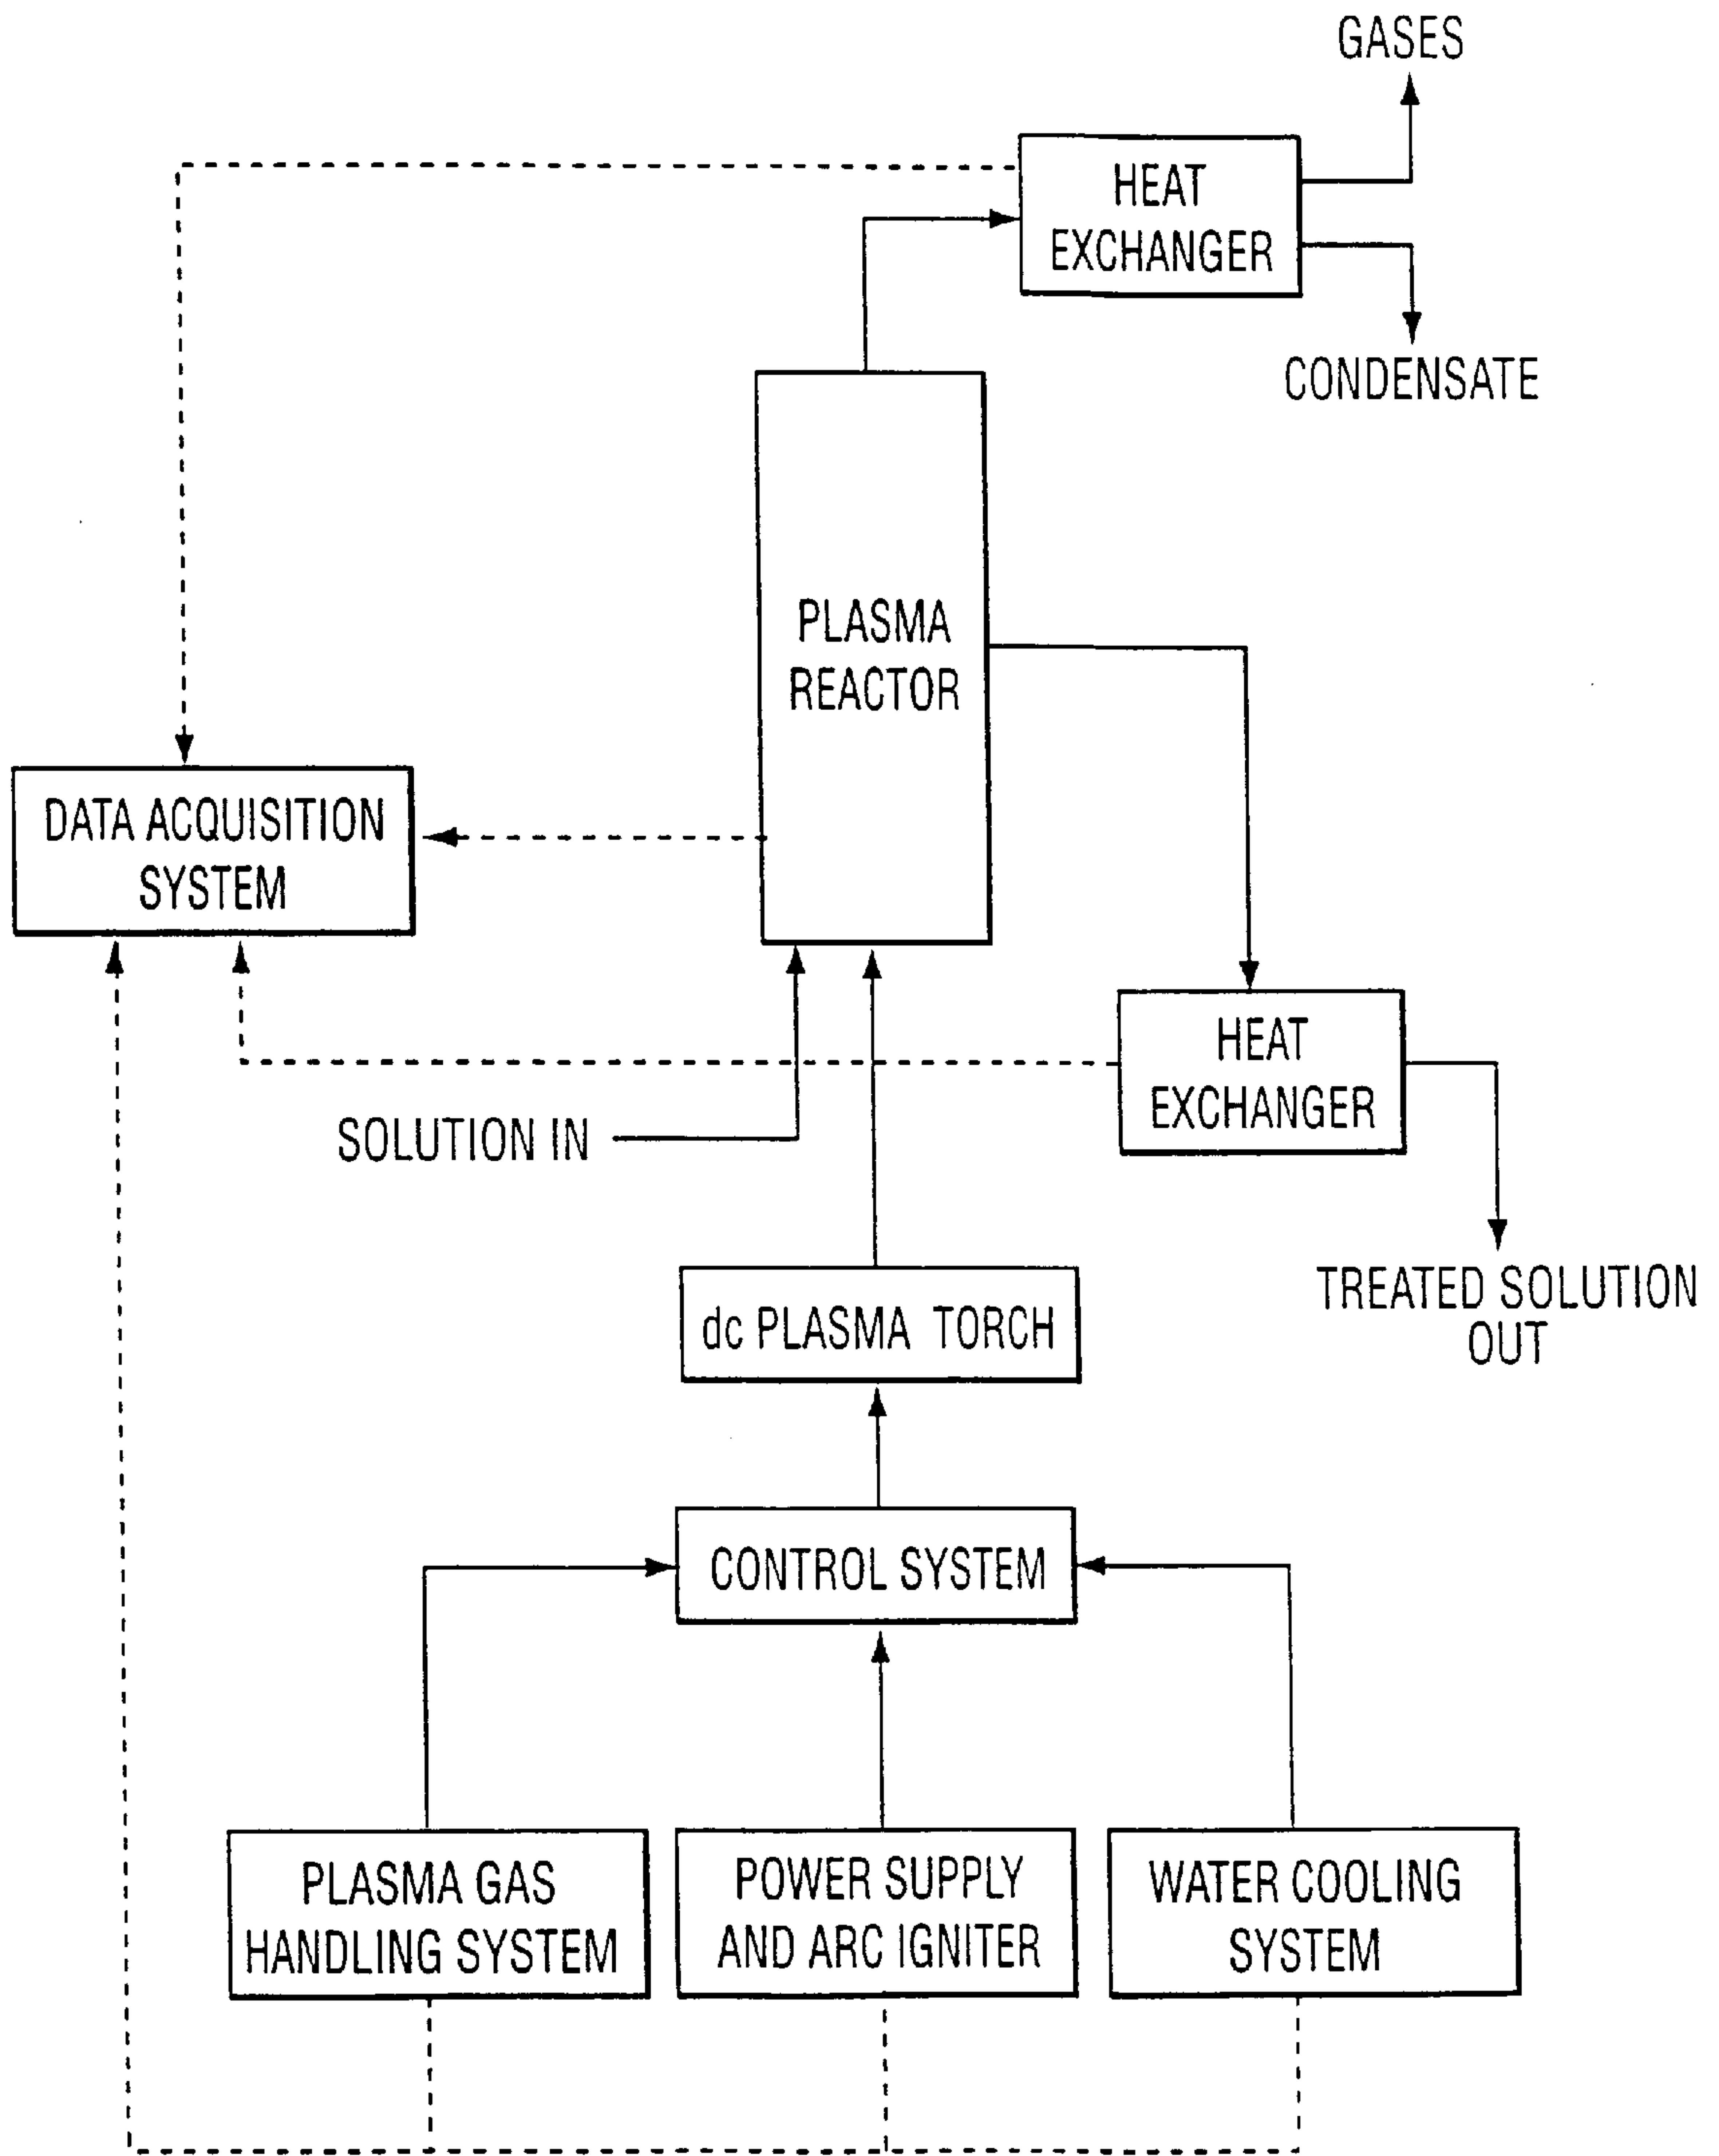 GASES
HEAT
EXCHANGER
CONDENSATE
PLASMA
REACTOR
DATA ACQUISITION
SYSTEM
HEAT
EXCHANGER
SOLUTION IN
TREATED SOLUTION
OUT
dc PLASMA TORCH
CONTROL SYSTEM
PLASMA GAS
HANDLING SYSTEM
POWER SUPPLY
AND ARC IGNITER
WATER COOLING
SYSTEM